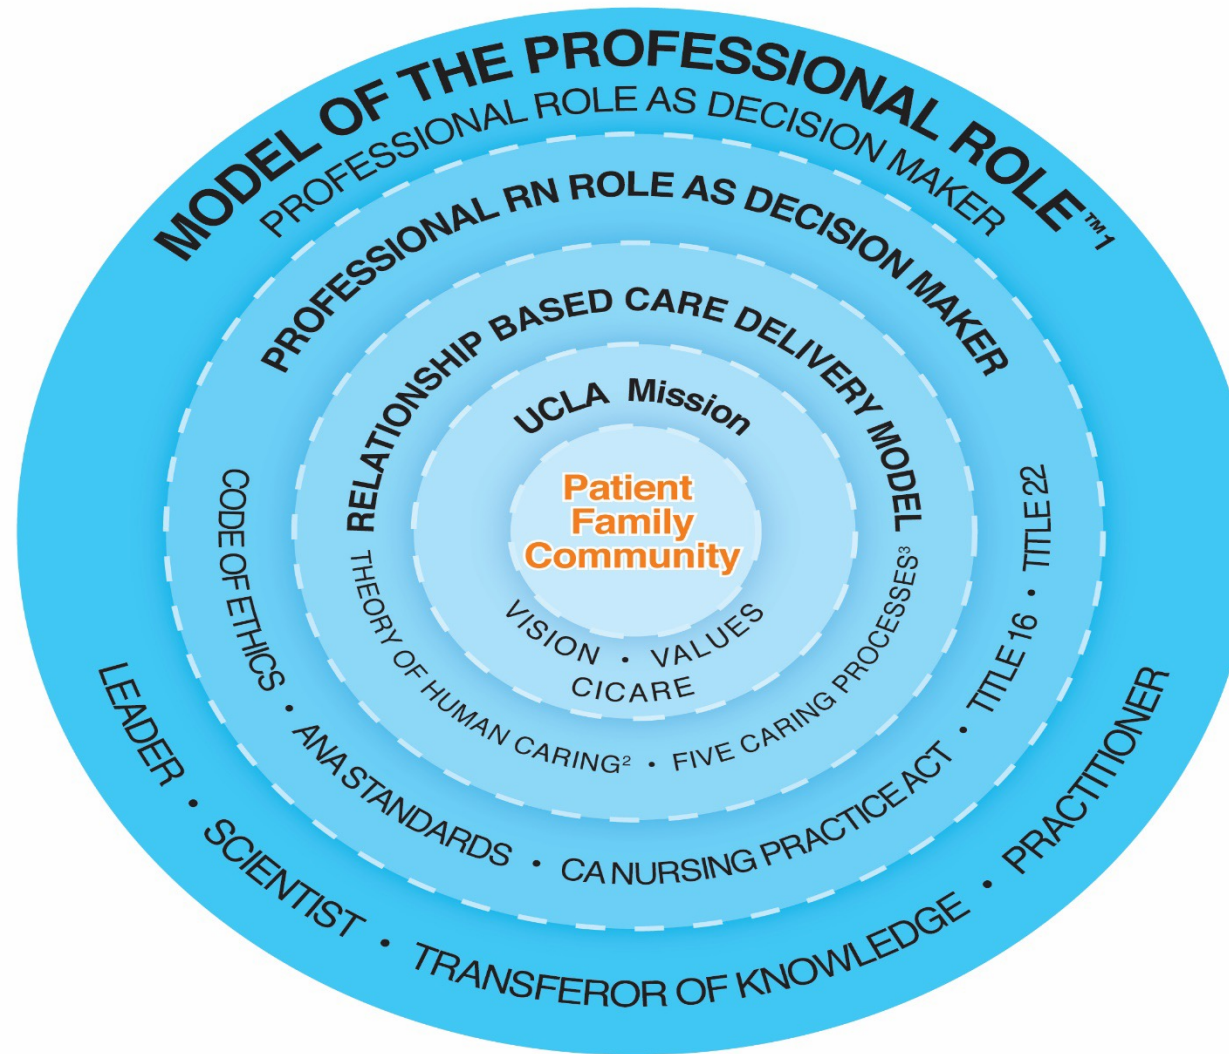 MODEL OF THE PROFESSIONAL ROLE™1
PROFESSIONAL ROLE AS DECISION MAKER
PROFESSIONAL RN ROLE AS DECISION MAKER
RELATIONSHIP BASED CARE DELIVERY MODEL
UCLA Mission
Patient
Family
Community
VISION • VALUES
CICARE
THEORY OF HUMAN CARING² • FIVE CARING PROCESSES³
CODE OF ETHICS • ANA STANDARDS • CA NURSING PRACTICE ACT • TITLE 16 • TITLE 22
LEADER • SCIENTIST • TRANSFEROR OF KNOWLEDGE • PRACTITIONER